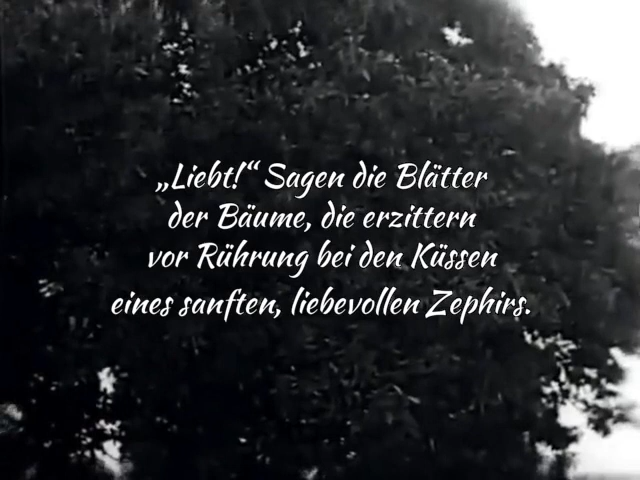 „Liebt!“ Sagen die Blätter
der Bäume, die erzittern
vor Rührung bei den Küssen
eines sanften, liebevollen Zephirs.